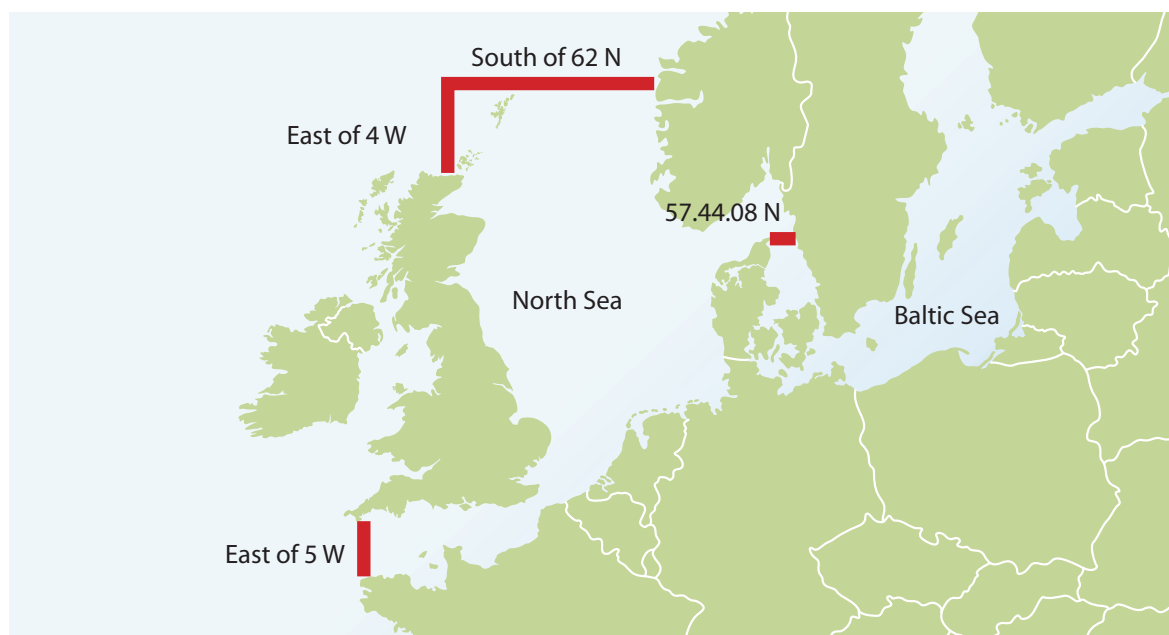 South of 62 N
East of 4 W
57.44.08 N
North Sea
Baltic Sea
East of 5 W